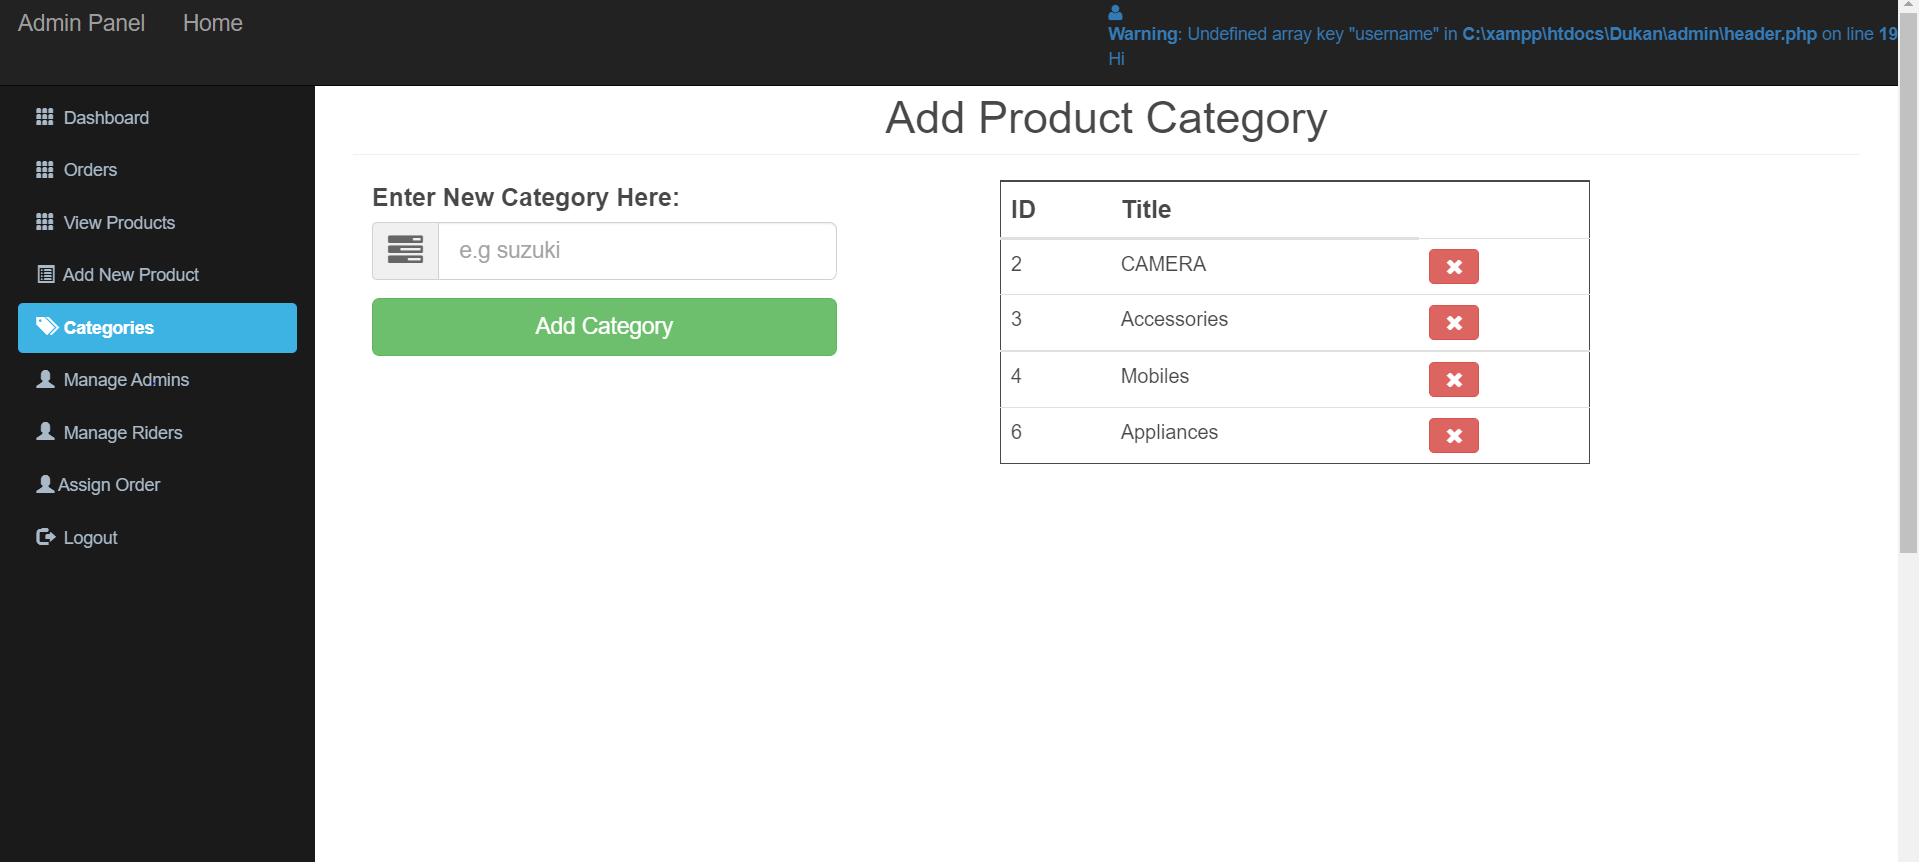 Admin Panel Home
Warning: Undefined array key "username" in C:\xampp\htdocs\Dukan\admin\header.php on line 19
Hi
Dashboard
Orders
View Products
Add New Product
Categories
Manage Admins
Manage Riders
Assign Order
Logout
Add Product Category
Enter New Category Here:
e.g suzuki
Add Category
ID Title
2 CAMERA
3 Accessories
4 Mobiles
6 Appliances